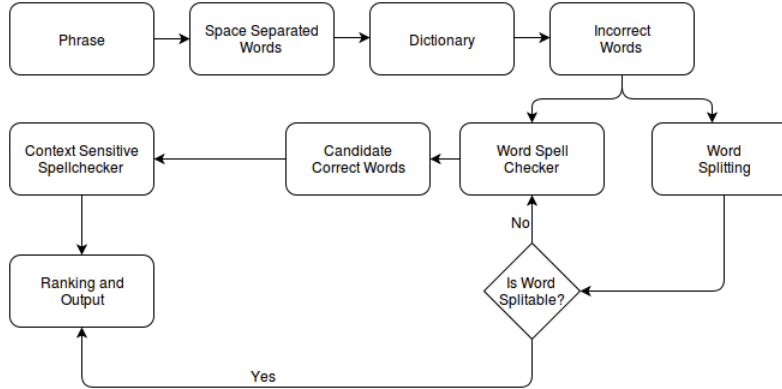 Phrase
Space Separated
Words
Dictionary
Incorrect
Words
Context Sensitive
Spellchecker
Candidate
Correct Words
Word Spell
Checker
Word
Splitting
No
Ranking and
Output
Is Word
Splitable?
Yes